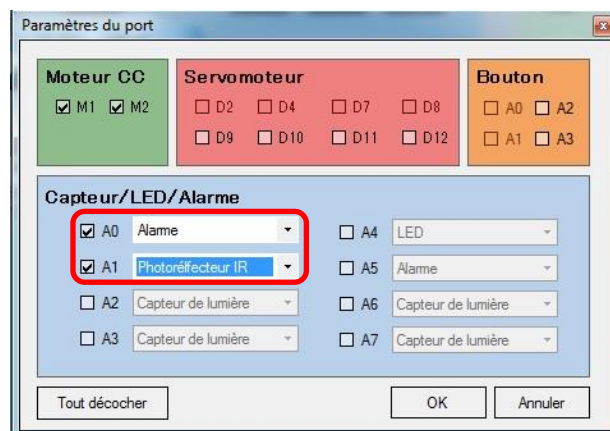 Paramètres du port
Moteur CC
M1 M2
Servomoteur
D2 D4 D7 D8
D9 D10 D11 D12
Bouton
A0 A2
A1 A3
Capteur/LED/Alarme
A0 Alarme
A1 Photorélfecteur IR
A2 Capteur de lumière
A3 Capteur de lumière
A4 LED
A5 Alarme
A6 Capteur de lumière
A7 Capteur de lumière
Tout décocher
OK
Annuler